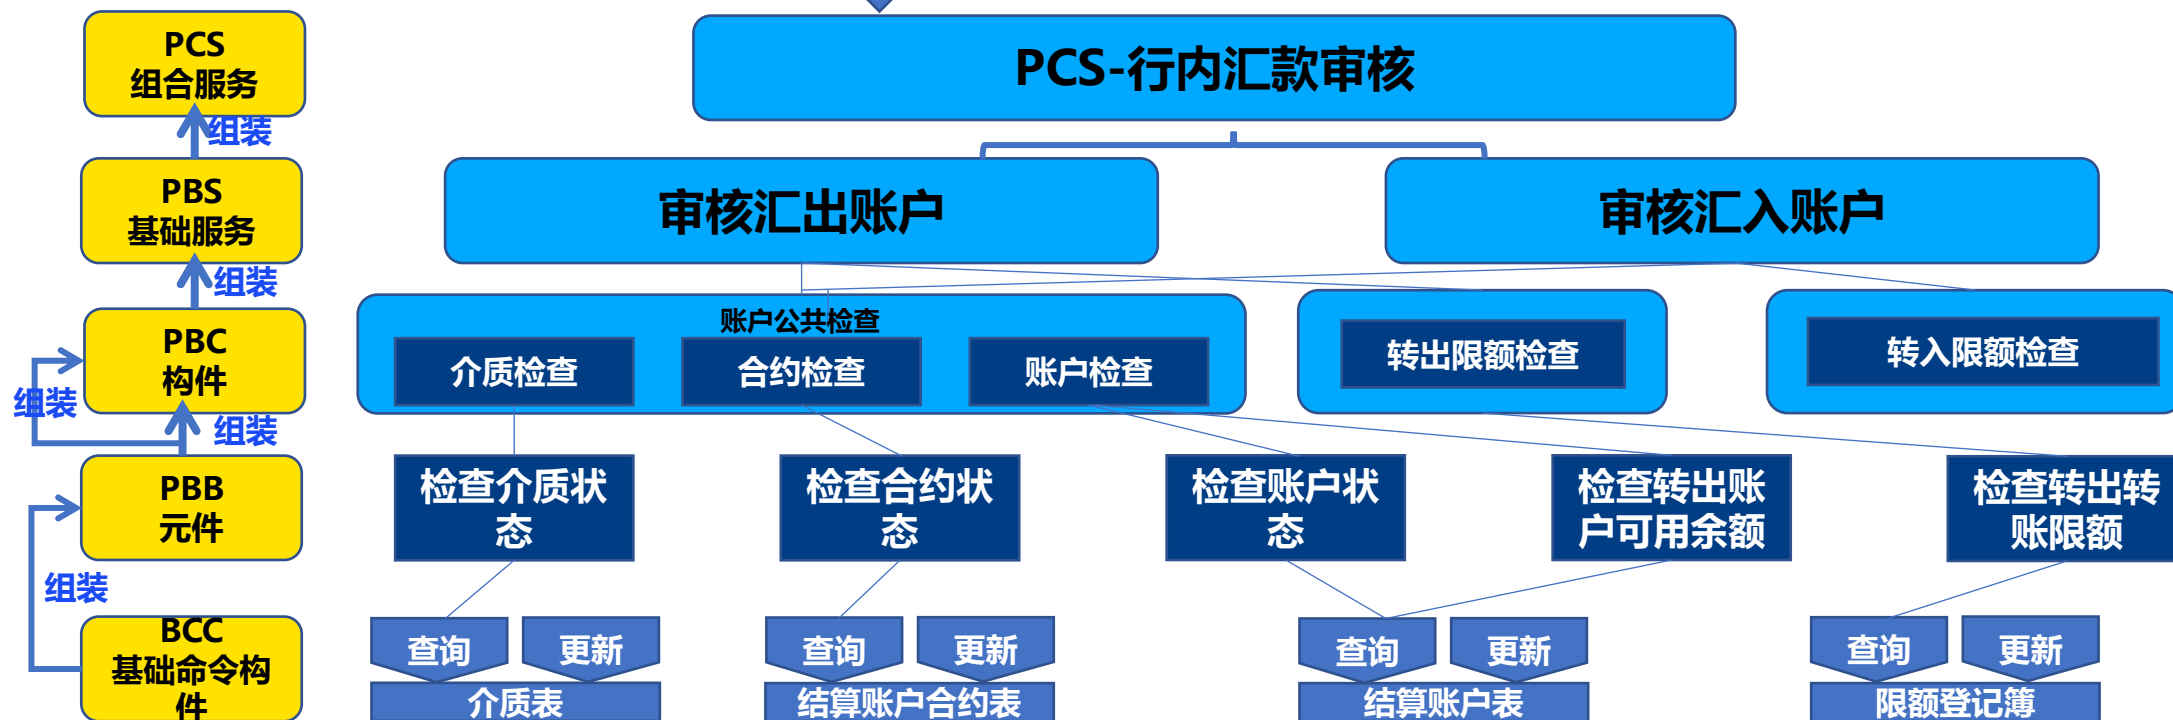 PCS
组合服务
PCS-行内汇款审核
组装
PBS
基础服务
审核汇出账户
审核汇入账户
组装
PBC
构件
账户公共检查
介质检查
合约检查
账户检查
转出限额检查
转入限额检查
组装
组装
PBB
元件
检查介质状
态
检查合约状
态
检查账户状
态
检查转出账
户可用余额
检查转出转
账限额
组装
BCC
基础命令构
件
查询
更新
查询
更新
查询
更新
查询
更新
介质表
结算账户合约表
结算账户表
限额登记簿